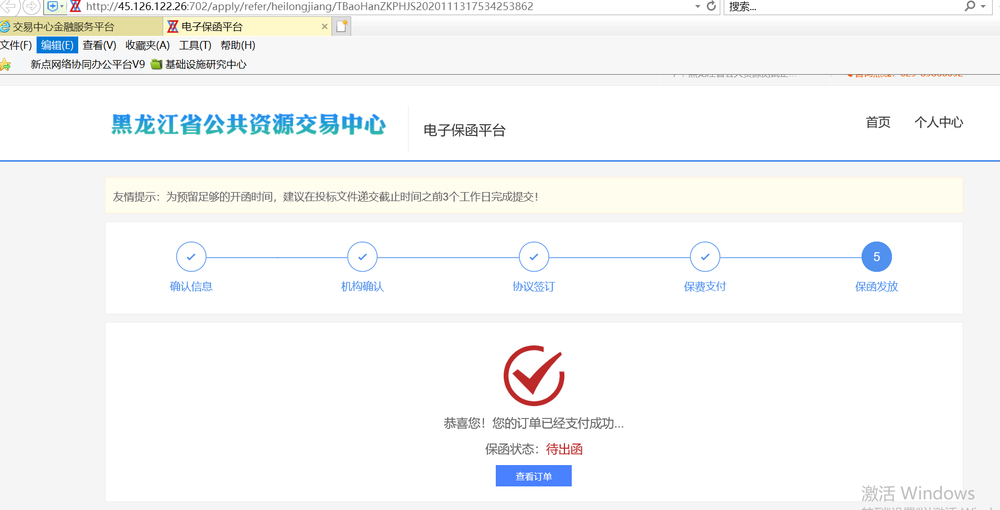 http://45.126.122.26:702/apply/refer/heilongjiang/TBaoHanZKPHJS2020111317534253862
搜索...
交易中心金融服务平台
电子保函平台
文件(F) 编辑(E) 查看(V) 收藏夹(A) 工具(T) 帮助(H)
新点网络协同办公平台V9 基础设施研究中心
黑龙江省公共资源交易中心
电子保函平台
首页 个人中心
友情提示：为预留足够的开函时间，建议在投标文件递交截止时间之前3个工作日完成提交！
5
确认信息 机构确认 协议签订 保费支付 保函发放
恭喜您！您的订单已经支付成功...
保函状态：待出函
查看订单
激活 Windows